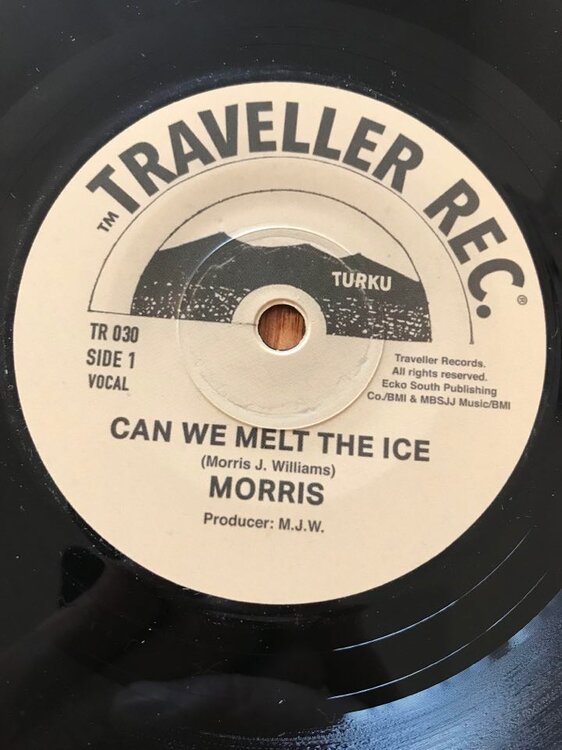 ™TRAVELLER REC.®
TURKU
TR 030
SIDE 1
VOCAL
Traveller Records.
All rights reserved.
Ecko South Publishing
Co./BMI & MBSJJ Music/BMI
CAN WE MELT THE ICE
(Morris J. Williams)
MORRIS
Producer: M.J.W.